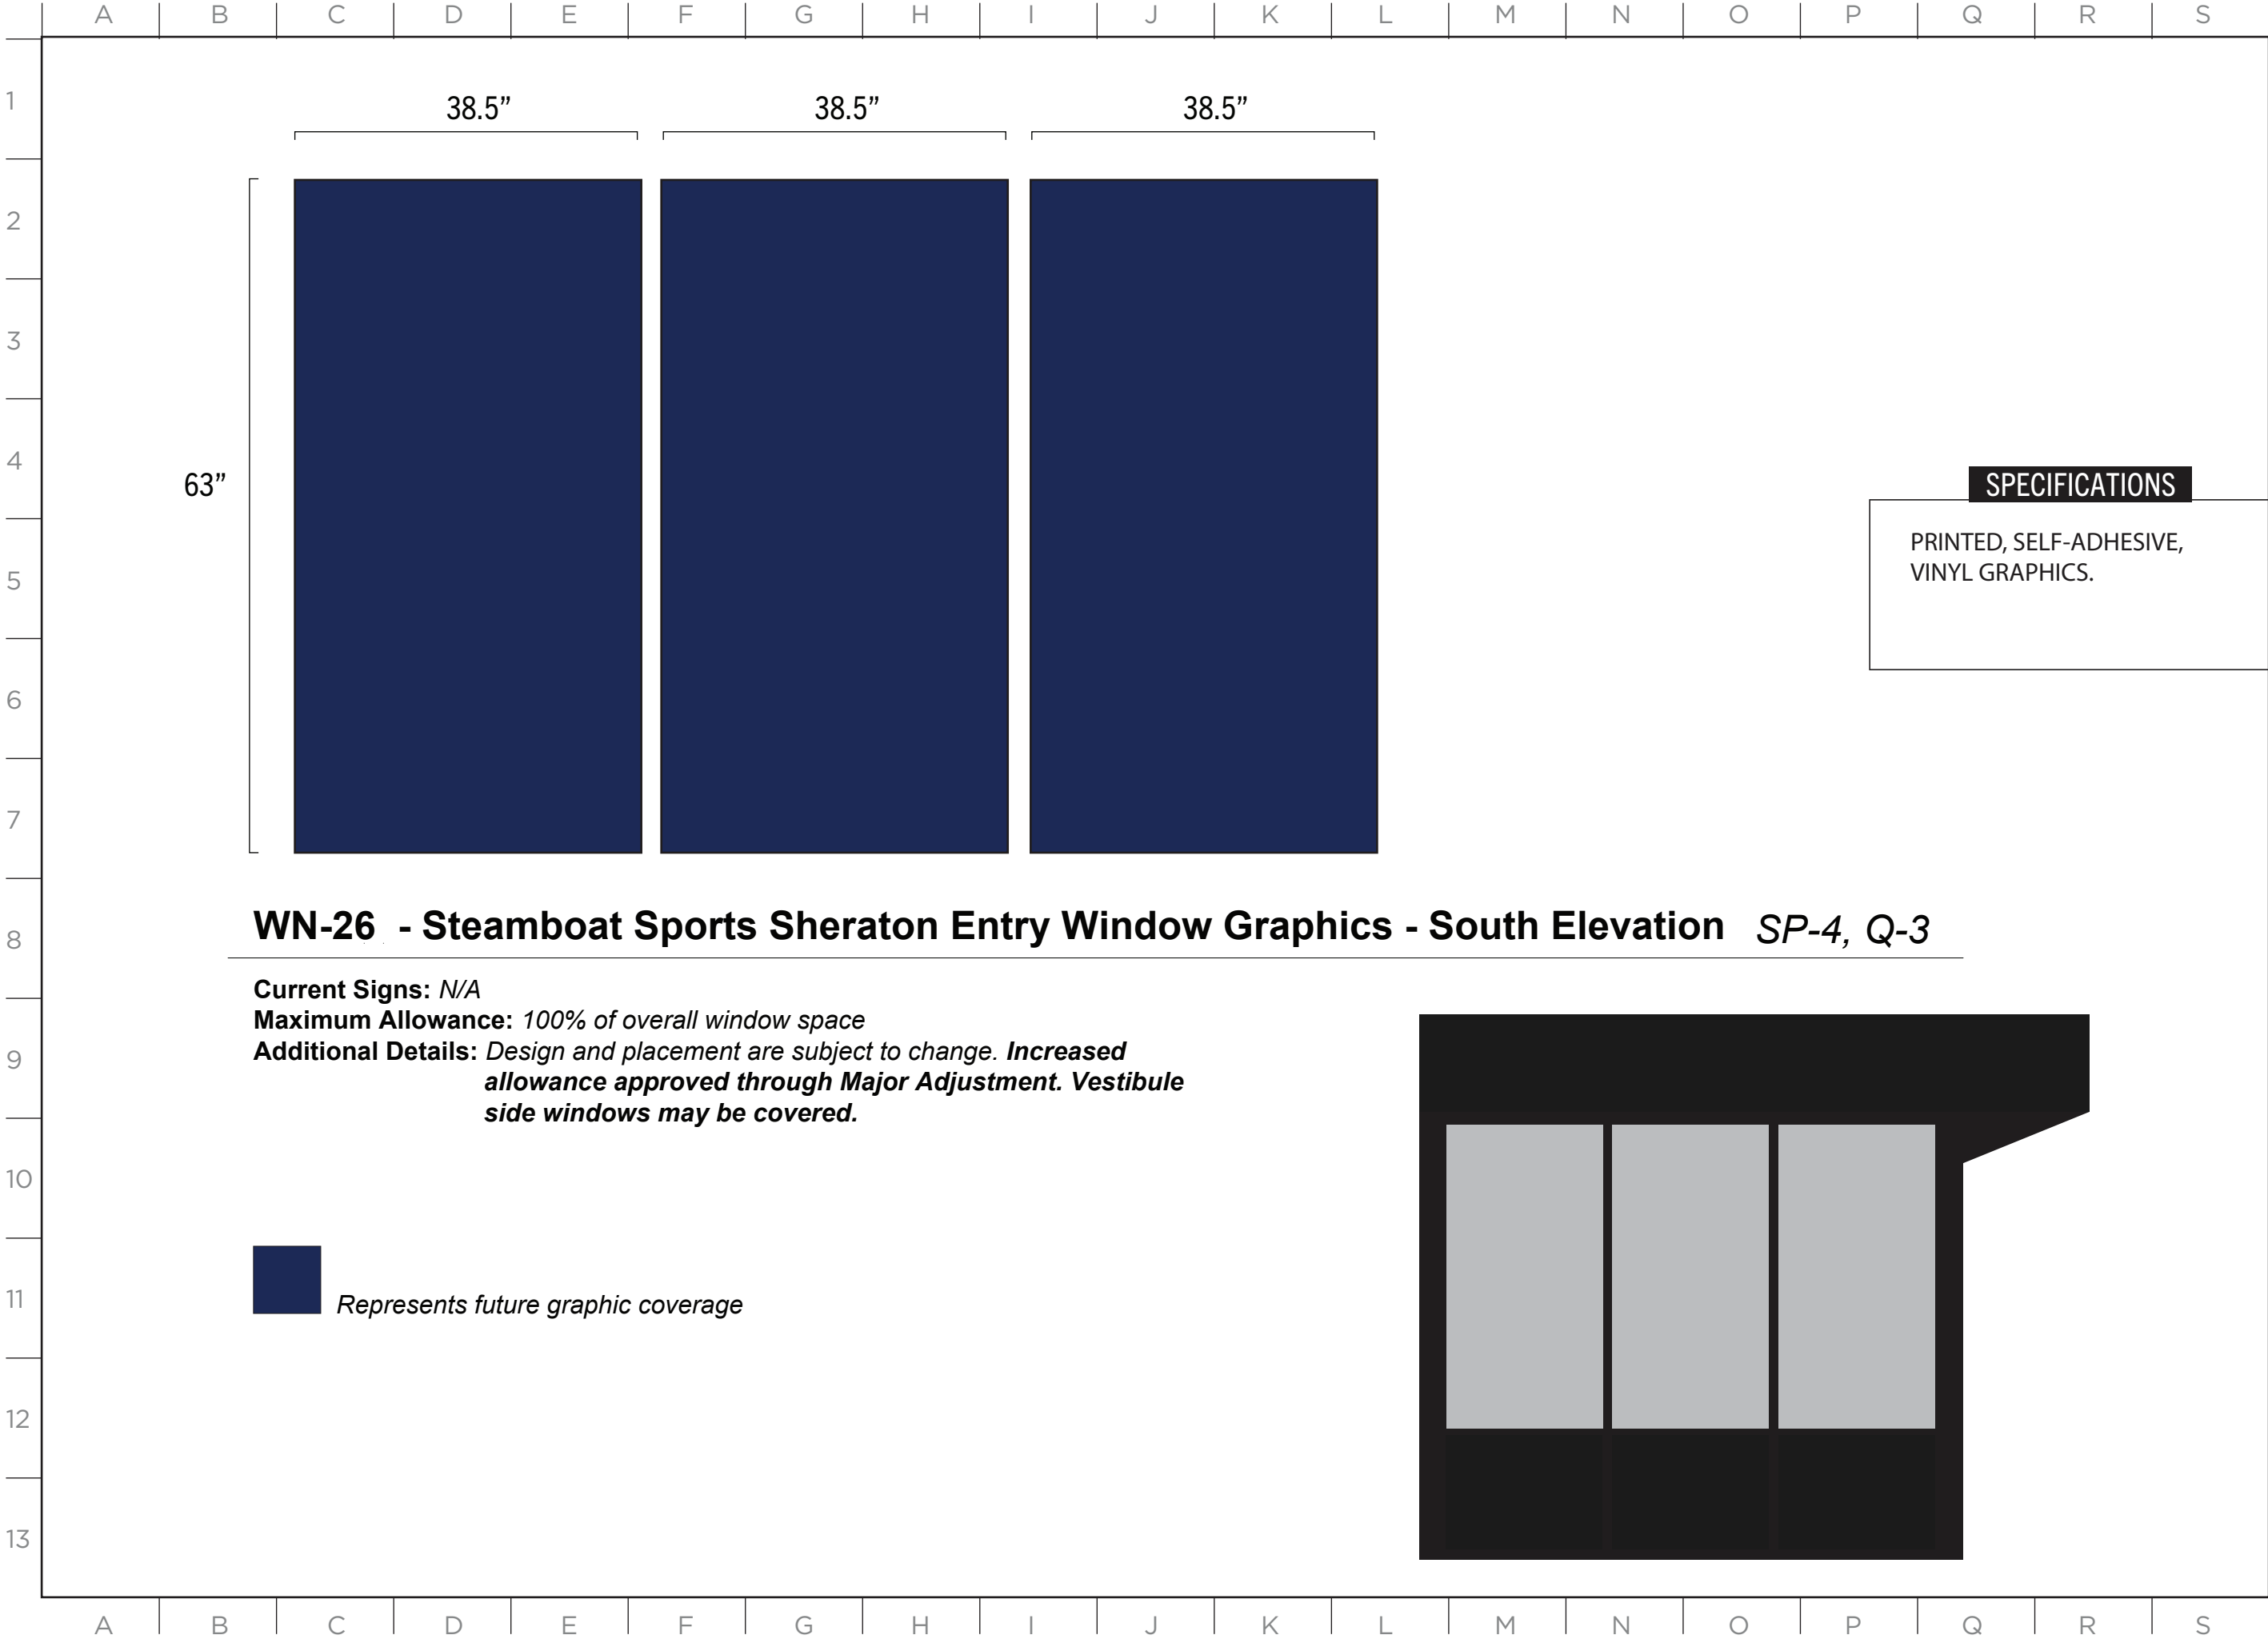 A B C D E F G H I J K L M N O P Q R S
1
38.5” 38.5” 38.5”
2
3
4
63”
SPECIFICATIONS
PRINTED, SELF-ADHESIVE,
VINYL GRAPHICS.
5
6
7
8
WN-26 - Steamboat Sports Sheraton Entry Window Graphics - South Elevation SP-4, Q-3
Current Signs: N/A
Maximum Allowance: 100% of overall window space
9
Additional Details: Design and placement are subject to change. Increased
allowance approved through Major Adjustment. Vestibule
side windows may be covered.
10
11
Represents future graphic coverage
12
13
A B C D E F G H I J K L M N O P Q R S